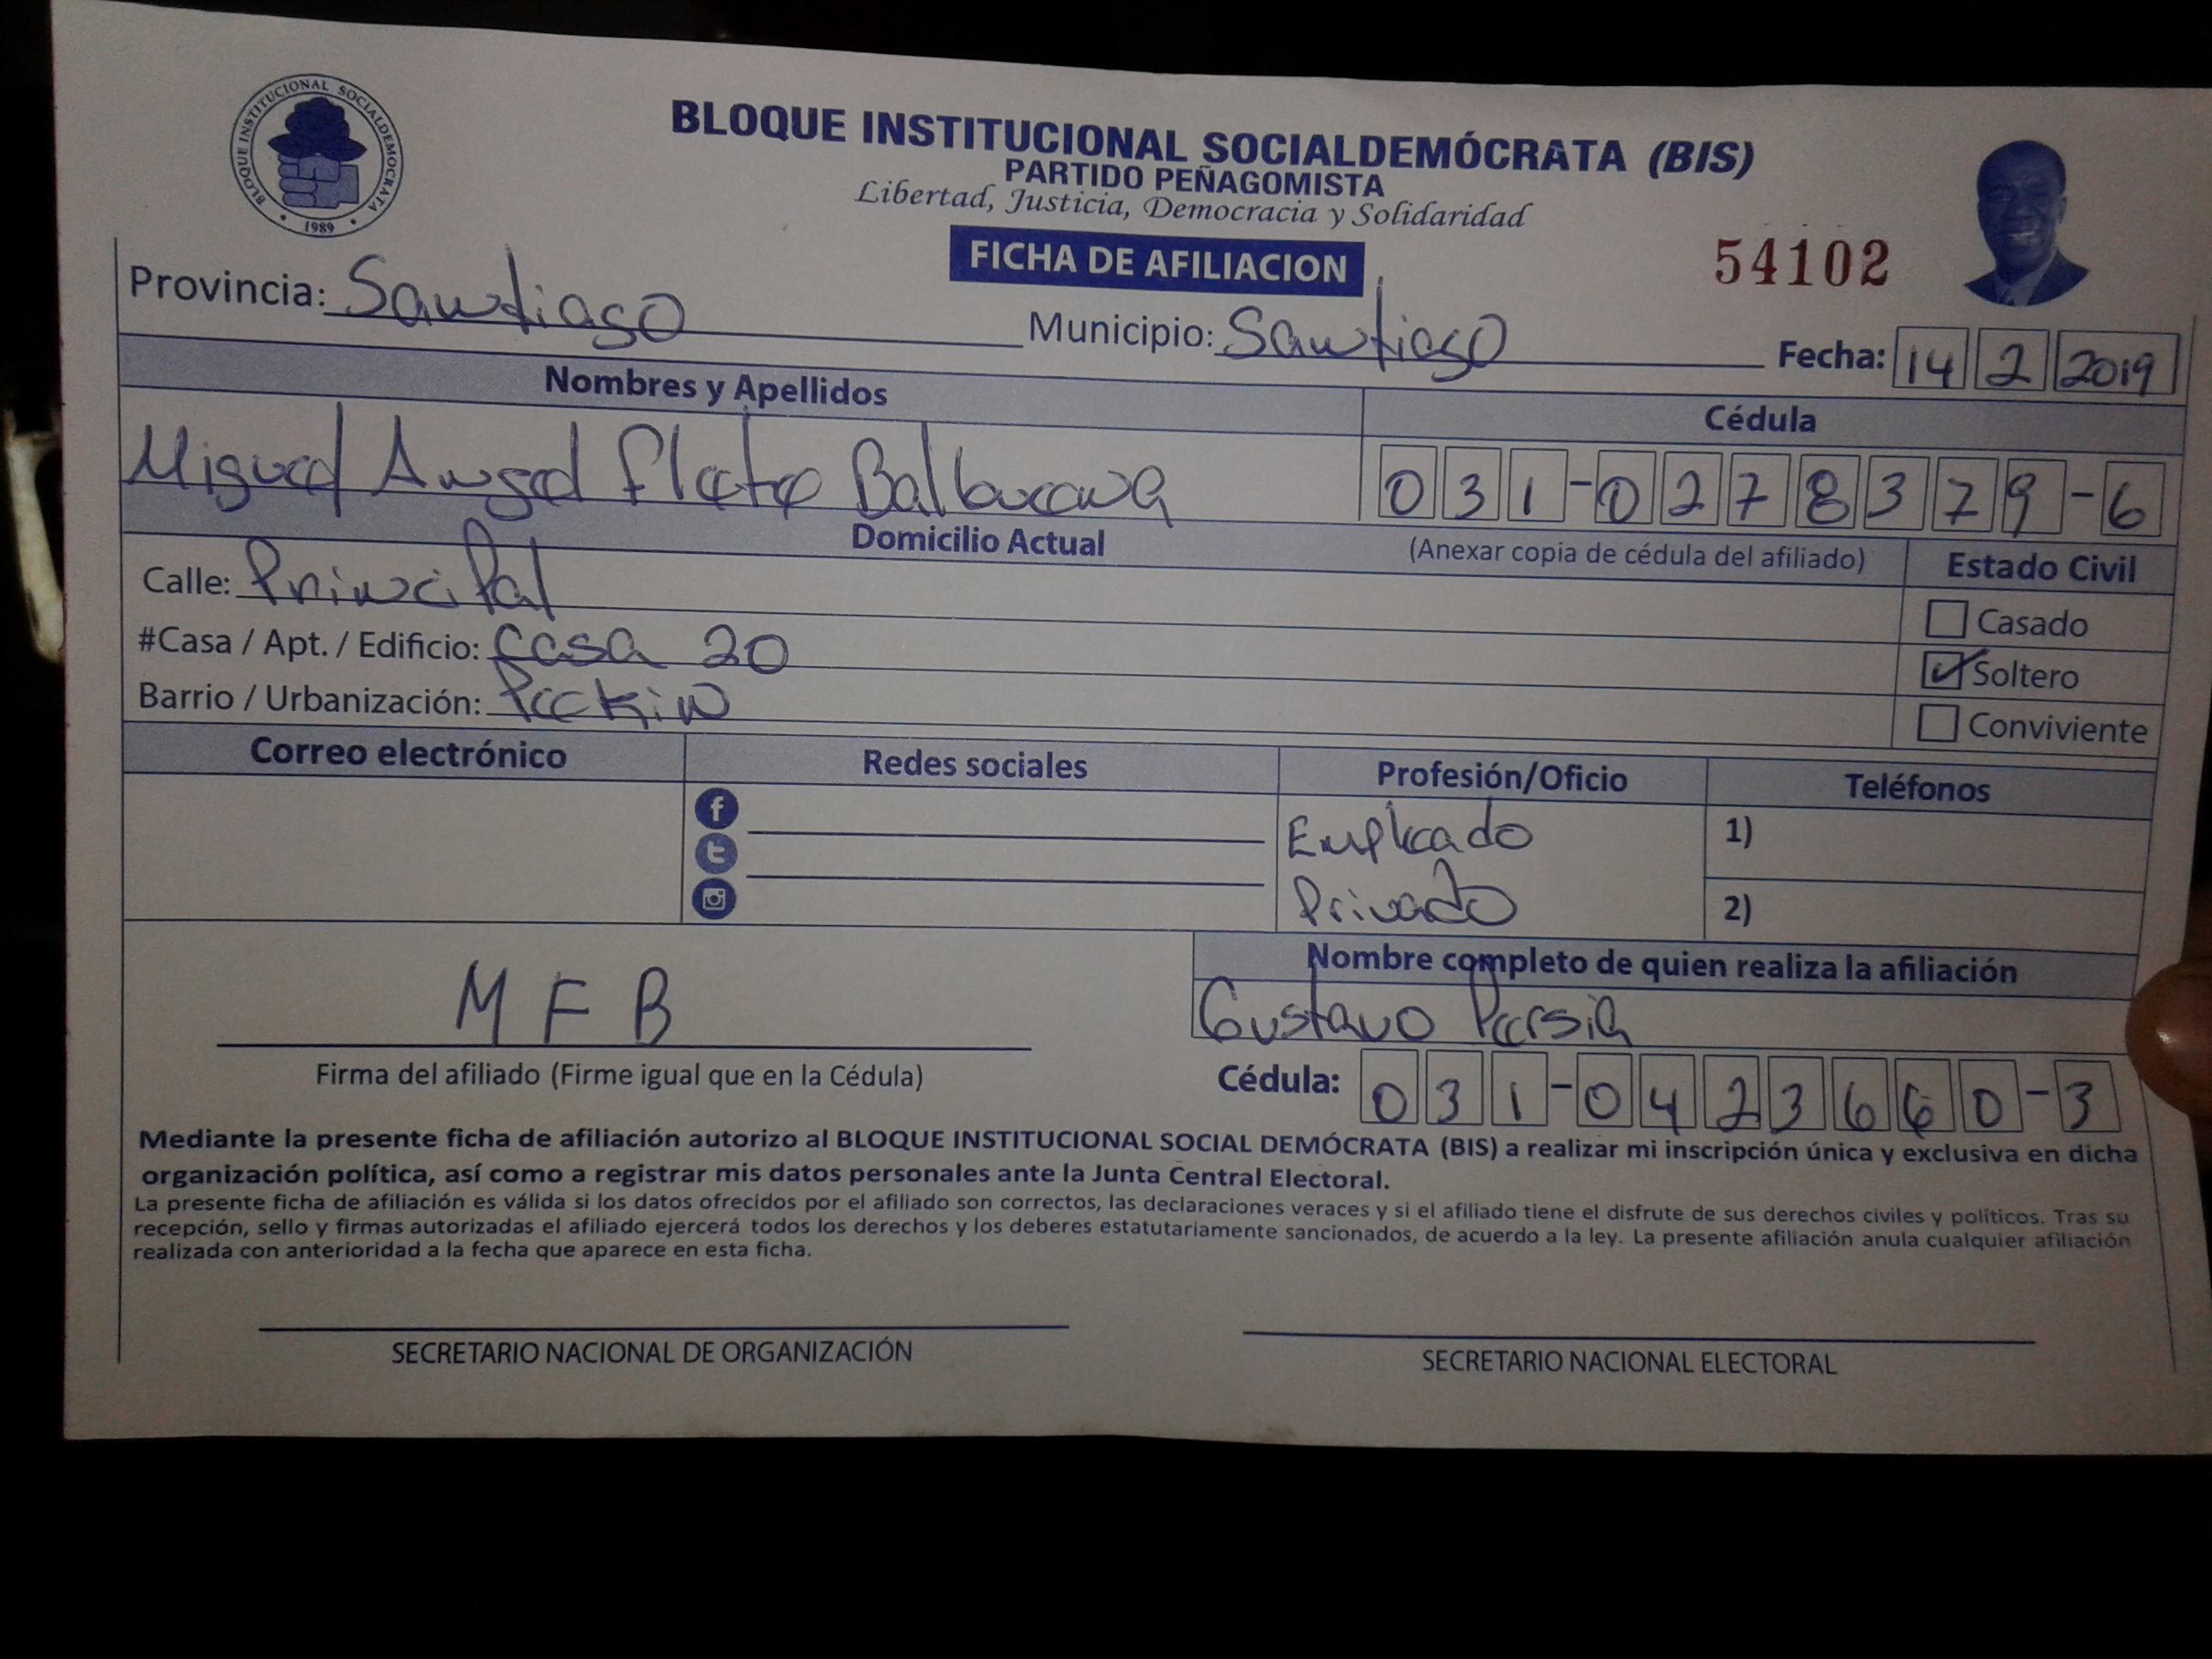 BLOQUE INSTITUCIONAL SOCIALDEMOCRATA
1989
BLOQUE INSTITUCIONAL SOCIALDEMÓCRATA (BIS)
PARTIDO PEÑAGOMISTA
Libertad, Justicia, Democracia y Solidaridad
FICHA DE AFILIACION
54102
Provincia: Santiago
Municipio: Santiago
Fecha: 14 2 2019
Nombres y Apellidos
Cédula
Miguel Angel Flete Balbuena
031-0278379-6
Domicilio Actual
(Anexar copia de cédula del afiliado)
Estado Civil
Calle: Principal
Casado
#Casa / Apt. / Edificio: Casa 20
Soltero
Barrio / Urbanización: Peekin
Conviviente
Correo electrónico
Redes sociales
Profesión/Oficio
Teléfonos
Empleado
1)
Privado
2)
Nombre completo de quien realiza la afiliación
M F B
Gustavo
Firma del afiliado (Firme igual que en la Cédula)
Cédula: 031-0423660-3
Mediante la presente ficha de afiliación autorizo al BLOQUE INSTITUCIONAL SOCIAL DEMÓCRATA (BIS) a realizar mi inscripción única y exclusiva en dicha
organización política, así como a registrar mis datos personales ante la Junta Central Electoral.
La presente ficha de afiliación es válida si los datos ofrecidos por el afiliado son correctos, las declaraciones veraces y si el afiliado tiene el disfrute de sus derechos civiles y políticos. Tras su
recepción, sello y firmas autorizadas el afiliado ejercerá todos los derechos y los deberes estatutariamente sancionados, de acuerdo a la ley. La presente afiliación anula cualquier afiliación
realizada con anterioridad a la fecha que aparece en esta ficha.
SECRETARIO NACIONAL DE ORGANIZACIÓN
SECRETARIO NACIONAL ELECTORAL